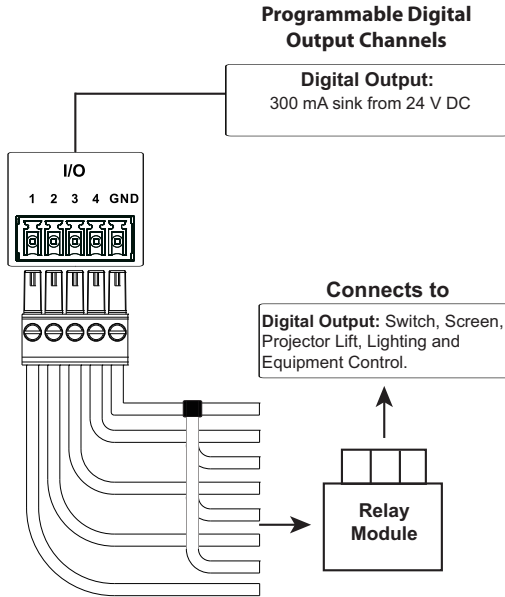 Programmable Digital
Output Channels
Digital Output:
300 mA sink from 24 V DC
I/O
1 2 3 4 GND
Connects to
Digital Output: Switch, Screen,
Projector Lift, Lighting and
Equipment Control.
Relay
Module